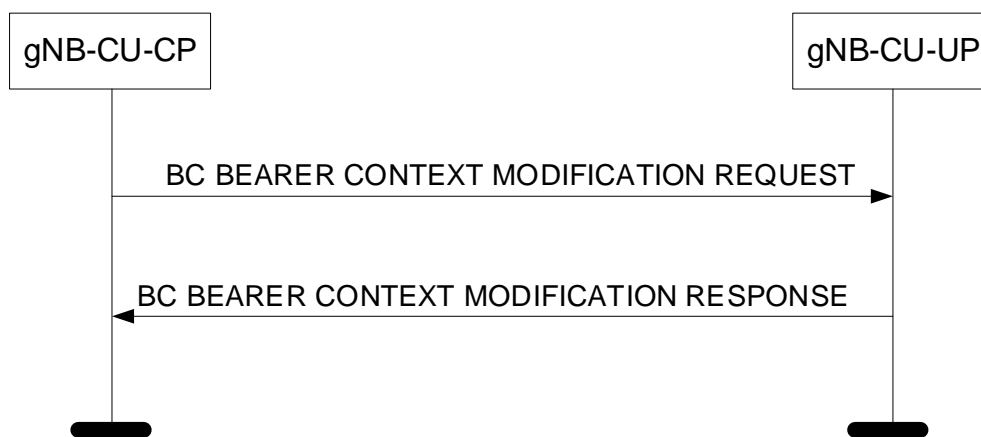 gNB-CU-CP
gNB-CU-UP
BC BEARER CONTEXT MODIFICATION REQUEST
BC BEARER CONTEXT MODIFICATION RESPONSE